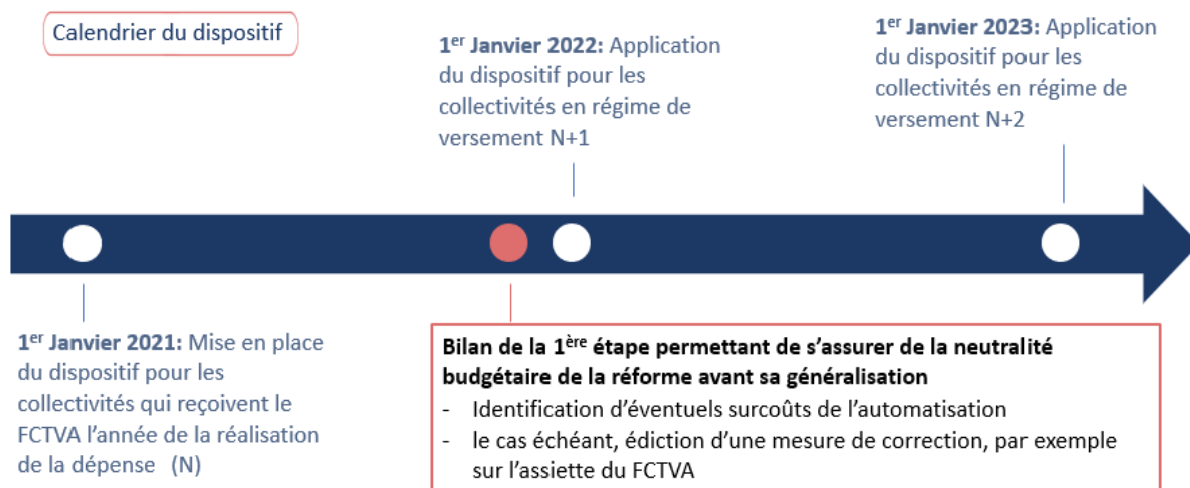 Calendrier du dispositif
1er Janvier 2022: Application
du dispositif pour les
collectivités en régime de
versement N+1
1er Janvier 2023: Application
du dispositif pour les
collectivités en régime de
versement N+2
1er Janvier 2021: Mise en place
du dispositif pour les
collectivités qui reçoivent le
FCTVA l’année de la réalisation
de la dépense (N)
Bilan de la 1ère étape permettant de s’assurer de la neutralité
budgétaire de la réforme avant sa généralisation
- Identification d’éventuels surcoûts de l’automatisation
- le cas échéant, édiction d’une mesure de correction, par exemple
sur l’assiette du FCTVA